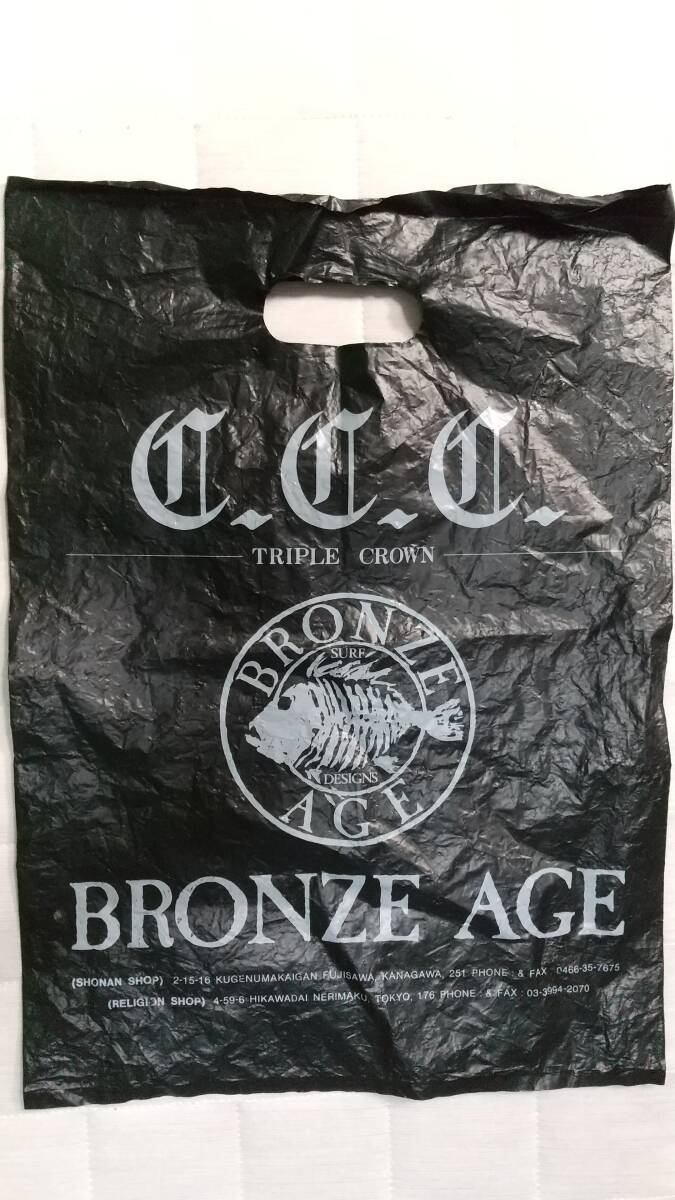 C.C.C.
TRIPLE CROWN
BRONZE
SURF
DESIGNS
AGE
BRONZE AGE
(SHONAN SHOP) 2-15-16 KUGENUMAKAIGAN FUJISAWA, KANAGAWA, 251 PHONE : & FAX : 0466-35-7675
(RELIGION SHOP) 4-59-6 HIKAWADAI NERIMAKU, TOKYO, 176 PHONE : & FAX : 03-3994-2070